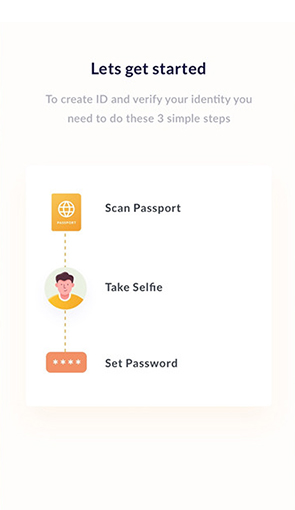 Lets get started
To create ID and verify your identity you
need to do these 3 simple steps
PASSPORT
Scan Passport
Take Selfie
****
Set Password